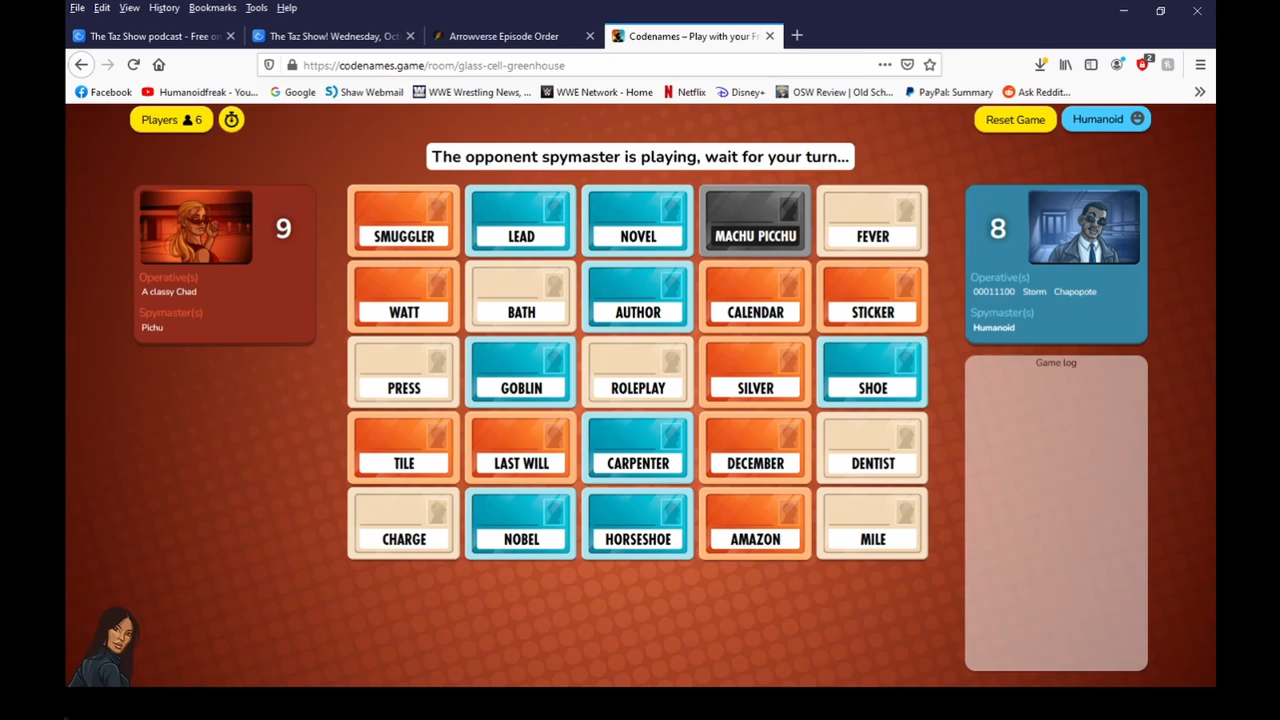 File Edit View History Bookmarks Tools Help
The Taz Show podcast - Free on The Taz Show! Wednesday, Oct Arrowverse Episode Order Codenames – Play with your Fr
https://codenames.game/room/glass-cell-greenhouse
2
Facebook Humanoidfreak - You... Google Shaw Webmail WWE Wrestling News, ... WWE Network - Home Netflix Disney+ OSW Review | Old Sch... PayPal: Summary Ask Reddit...
Players 6 Reset Game Humanoid
The opponent spymaster is playing, wait for your turn...
9
Operative(s)
A classy Chad
Spymaster(s)
Pichu
SMUGGLER LEAD NOVEL MACHU PICCHU FEVER
WATT BATH AUTHOR CALENDAR STICKER
PRESS GOBLIN ROLEPLAY SILVER SHOE
TILE LAST WILL CARPENTER DECEMBER DENTIST
CHARGE NOBEL HORSESHOE AMAZON MILE
8
Operative(s)
00011100 Storm Chapopote
Spymaster(s)
Humanoid
Game log